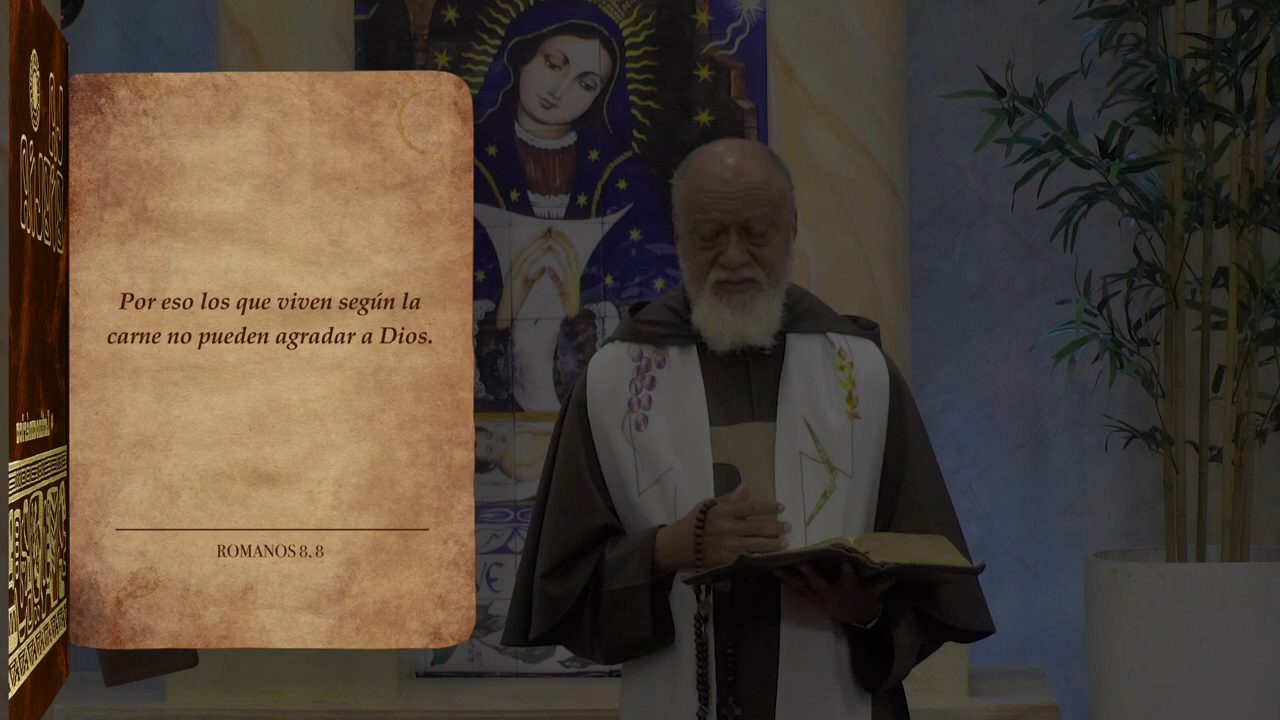 Por eso los que viven según la
carne no pueden agradar a Dios.
ROMANOS 8, 8